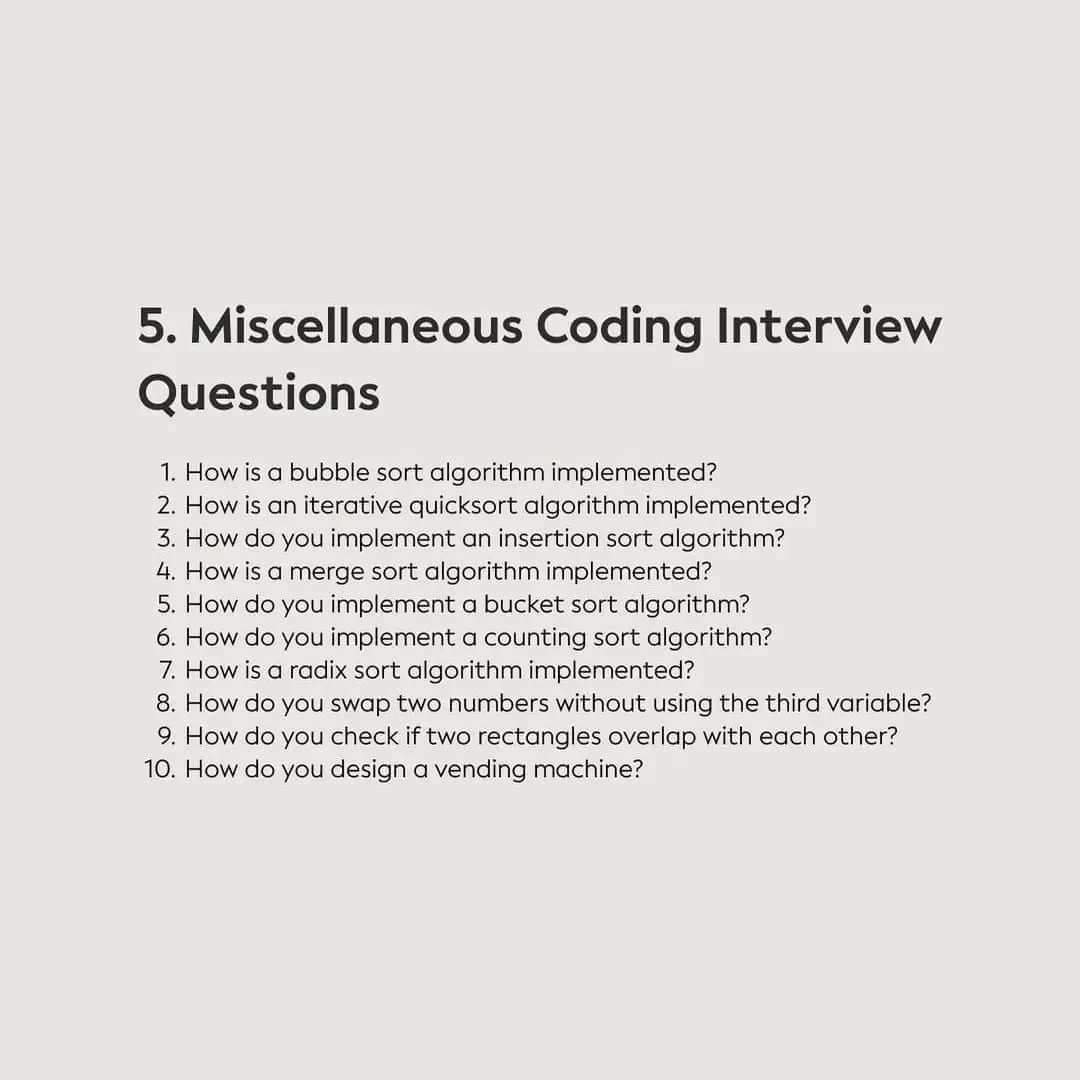 5. Miscellaneous Coding Interview
Questions
1. How is a bubble sort algorithm implemented?
2. How is an iterative quicksort algorithm implemented?
3. How do you implement an insertion sort algorithm?
4. How is a merge sort algorithm implemented?
5. How do you implement a bucket sort algorithm?
6. How do you implement a counting sort algorithm?
7. How is a radix sort algorithm implemented?
8. How do you swap two numbers without using the third variable?
9. How do you check if two rectangles overlap with each other?
10. How do you design a vending machine?